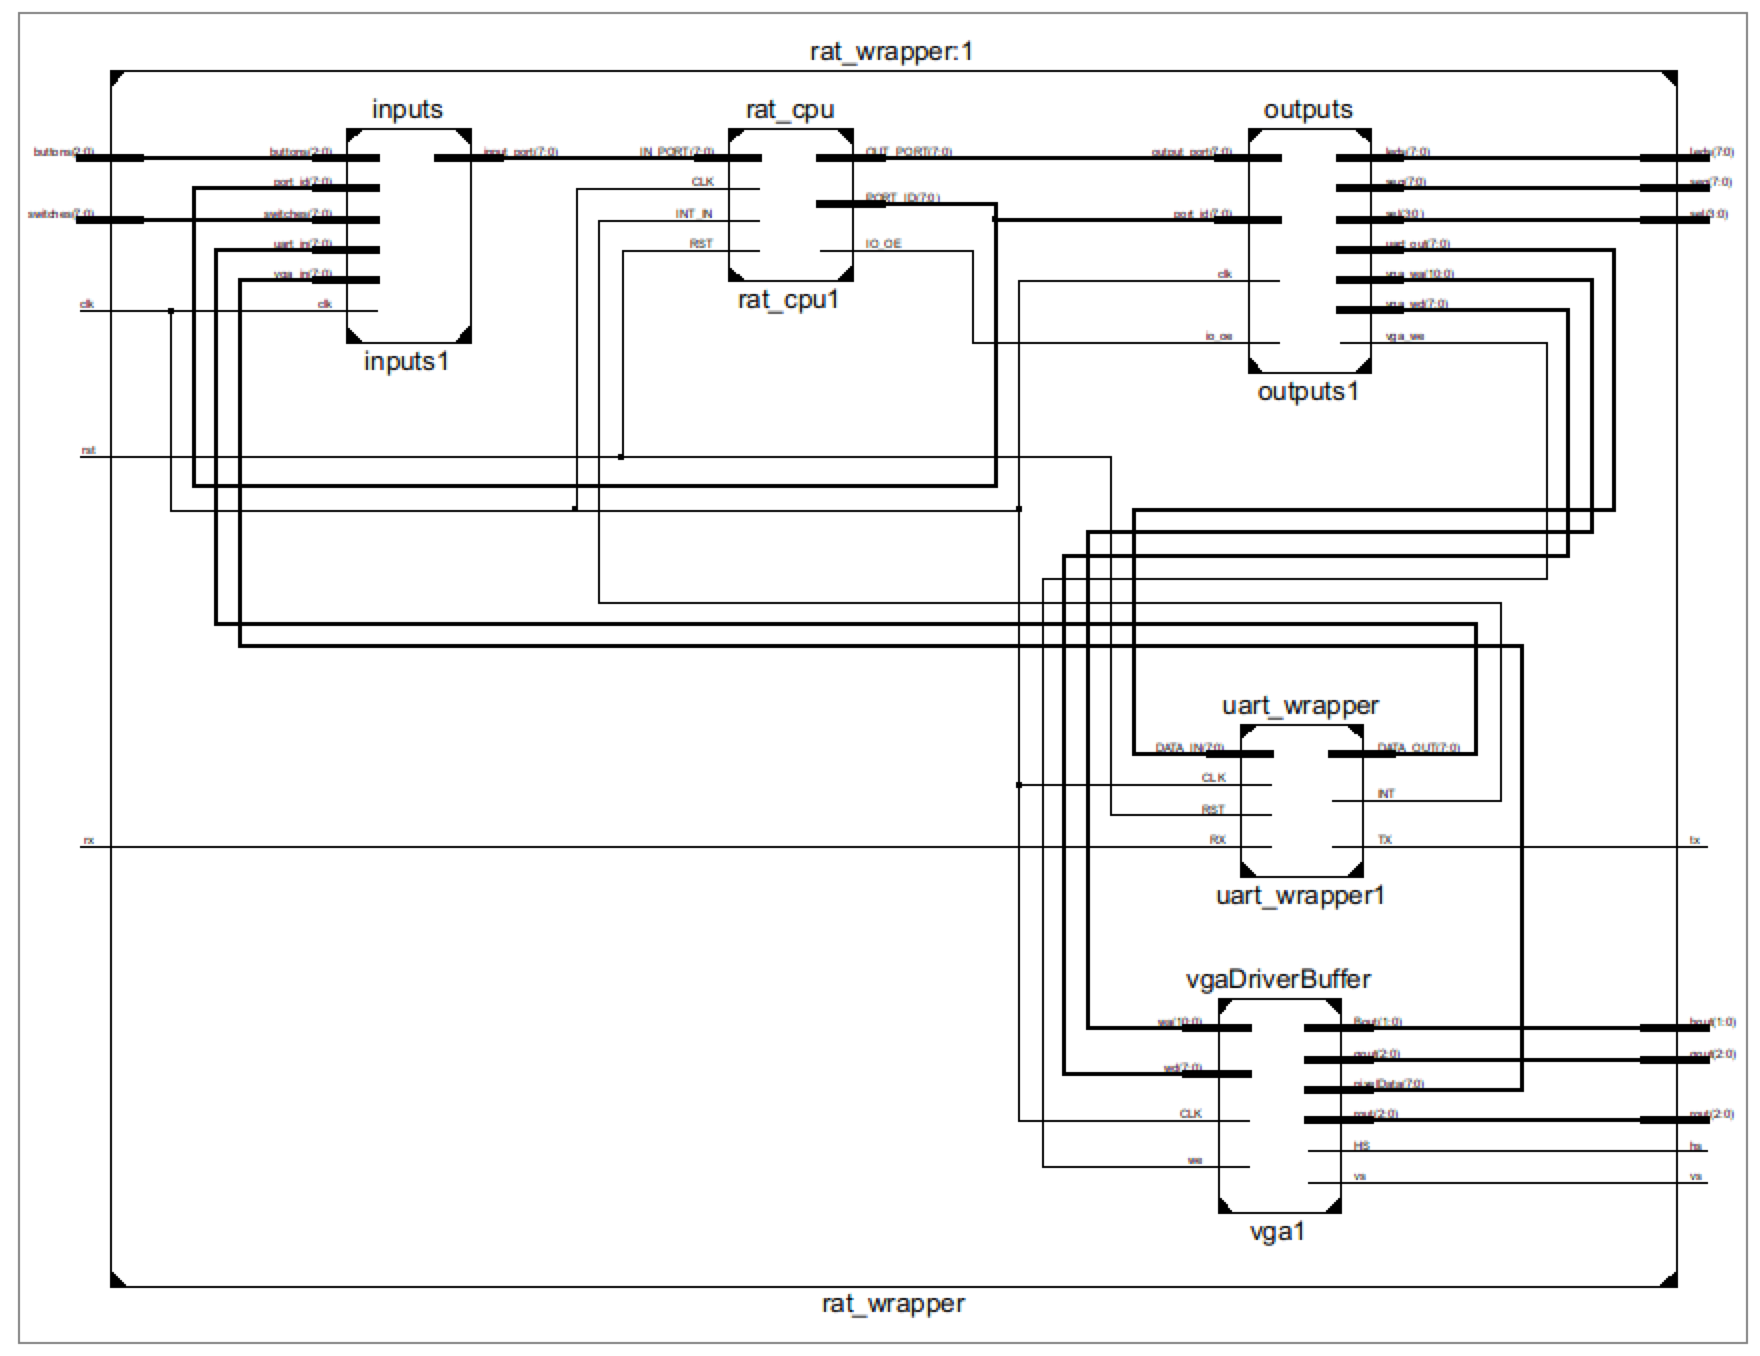 rat_wrapper:1
inputs
rat_cpu
outputs
buttons(2:0)
buttons(2:0)
input_port(7:0)
IN_PORT(7:0)
OUT_PORT(7:0)
output_port(7:0)
leds(7:0)
leds(7:0)
port_id(7:0)
CLK
PORT_ID(7:0)
seg(7:0)
seg(7:0)
switches(7:0)
switches(7:0)
INT_IN
port_id(7:0)
sel(3:0)
sel(3:0)
uart_in(7:0)
RST
IO_OE
uart_out(7:0)
vga_in(7:0)
clk
vga_wa(10:0)
clk
clk
rat_cpu1
vga_wd(7:0)
io_oe
vga_we
inputs1
outputs1
rst
uart_wrapper
DATA_IN(7:0)
DATA_OUT(7:0)
CLK
INT
RST
rx
RX
TX
tx
uart_wrapper1
vgaDriverBuffer
wa(10:0)
Bout(1:0)
bout(1:0)
gout(2:0)
gout(2:0)
wd(7:0)
pixelData(7:0)
CLK
rout(2:0)
rout(2:0)
HS
hs
we
vs
vs
vga1
rat_wrapper